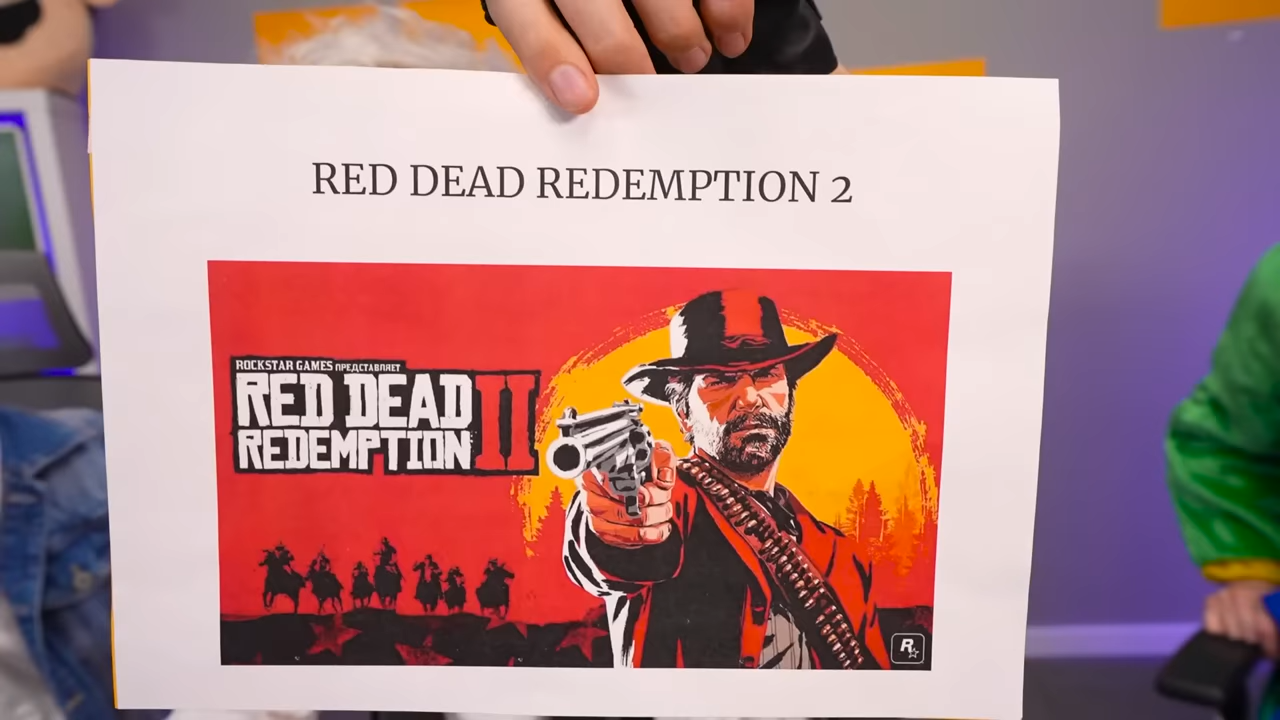 RED DEAD REDEMPTION 2
ROCKSTAR GAMES ПРЕДСТАВЛЯЕТ
RED DEAD
REDEMPTION II
R